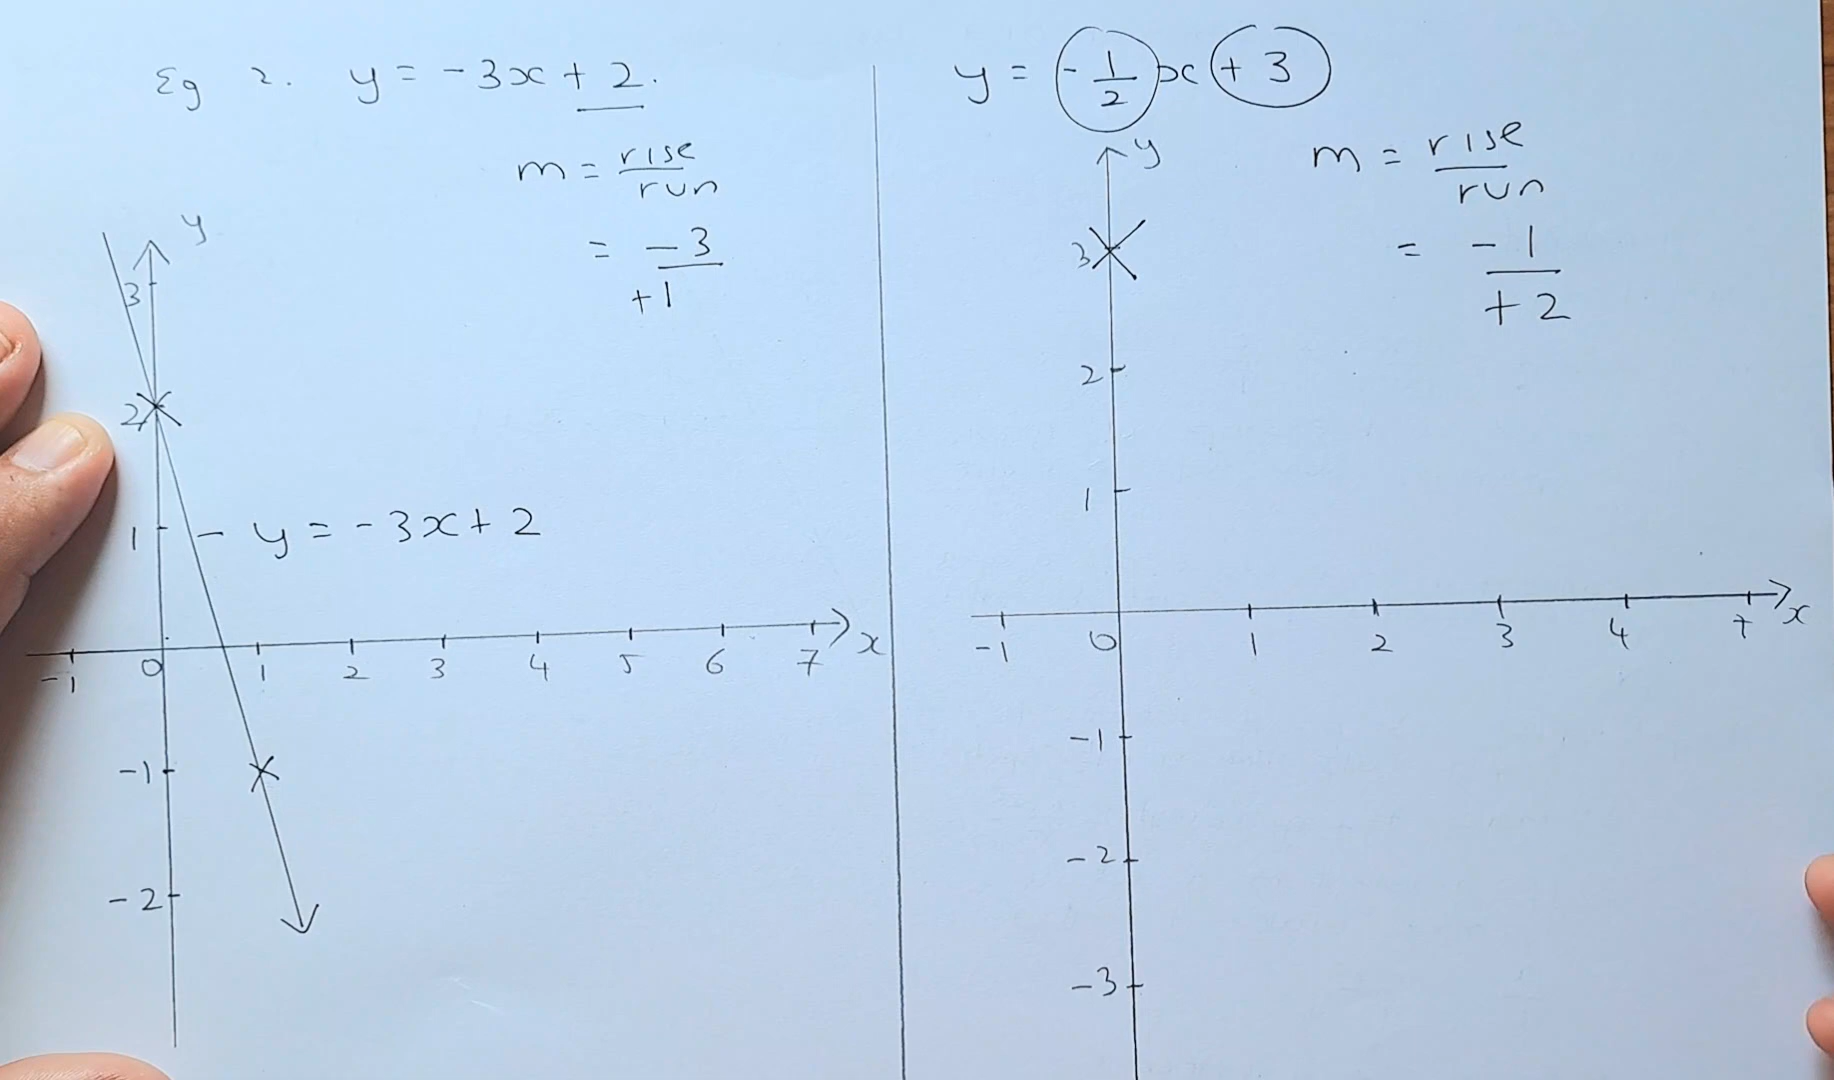 Eg 2. y = -3x + 2.
m = rise
run
= -3
+1
y
3
2
1
y = -3x + 2
-1 0 1 2 3 4 5 6 7 x
-1
-2
y = -1/2 x + 3
m = rise
run
= -1
+2
y
3
2
1
-1 0 1 2 3 4 7 x
-1
-2
-3